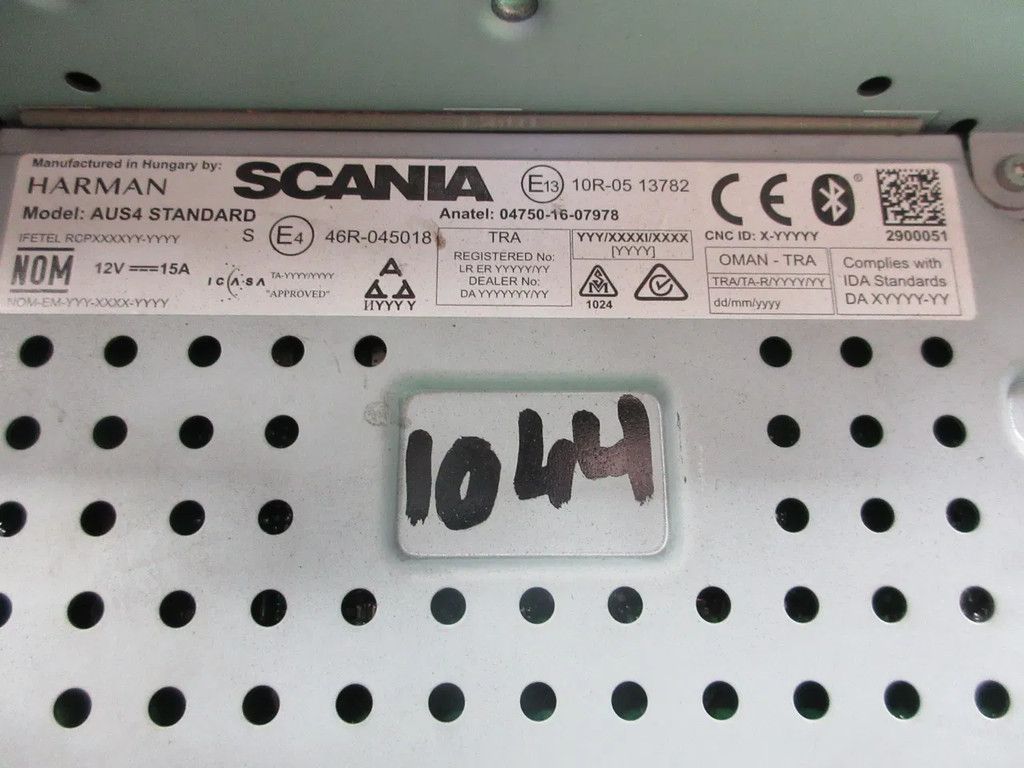 Manufactured in Hungary by:
HARMAN
SCANIA
E13 10R-05 13782
CE
Model: AUS4 STANDARD
Anatel: 04750-16-07978
S E4 46R-045018
CNC ID: X-YYYYY
2900051
IFETEL RCPXXXXYY-YYYY
NOM
12V 15A
ICASA
TA-YYYY/YYYY
"APPROVED"
NOM-EM-YYY-XXXX-YYYY
TRA
REGISTERED No:
LR ER YYYYY/YY
DEALER No:
DA YYYYYYY/YY
YYY/XXXXI/XXXX
[YYYY]
1024
OMAN - TRA
TRA/TA-R/YYYY/YY
dd/mm/yyyy
Complies with
IDA Standards
DA XYYYY-YY
1044